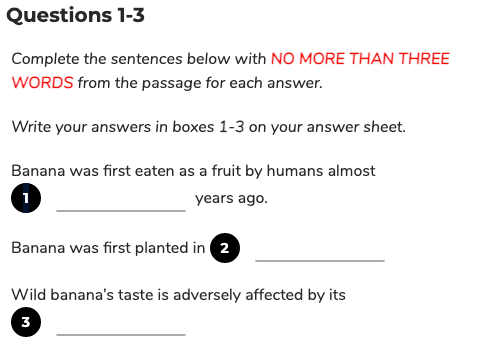 Questions 1-3
Complete the sentences below with NO MORE THAN THREE
WORDS from the passage for each answer.
Write your answers in boxes 1-3 on your answer sheet.
Banana was first eaten as a fruit by humans almost
1 years ago.
Banana was first planted in 2
Wild banana's taste is adversely affected by its
3